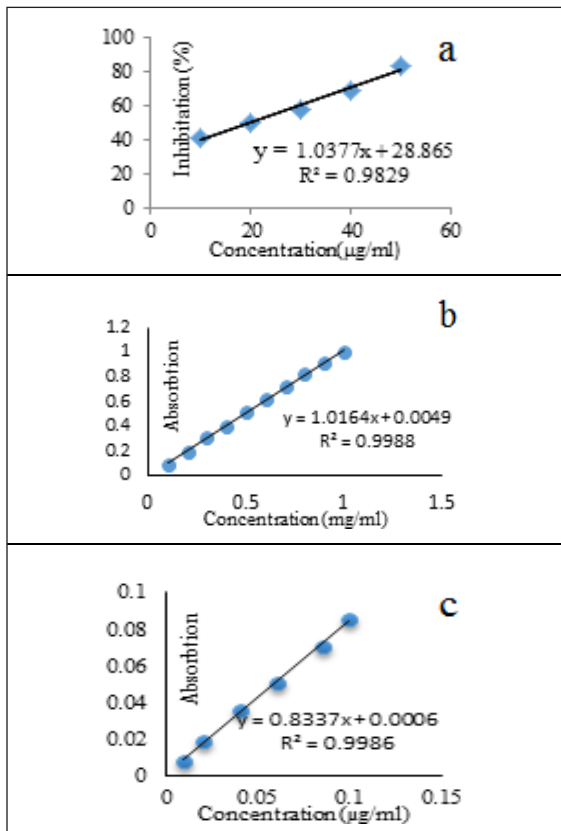 a
Inhibitation (%)
100
80
60
40
20
0
y = 1.0377x + 28.865
R² = 0.9829
0 20 40 60
Concentration(µg/ml)
b
Absorbtion
1.2
1
0.8
0.6
0.4
0.2
0
y = 1.0164x + 0.0049
R² = 0.9988
0 0.5 1 1.5
Concentration (mg/ml)
c
Absorbtion
0.1
0.08
0.06
0.04
0.02
0
y = 0.8337x + 0.0006
R² = 0.9986
0 0.05 0.1 0.15
Concentration (µg/ml)